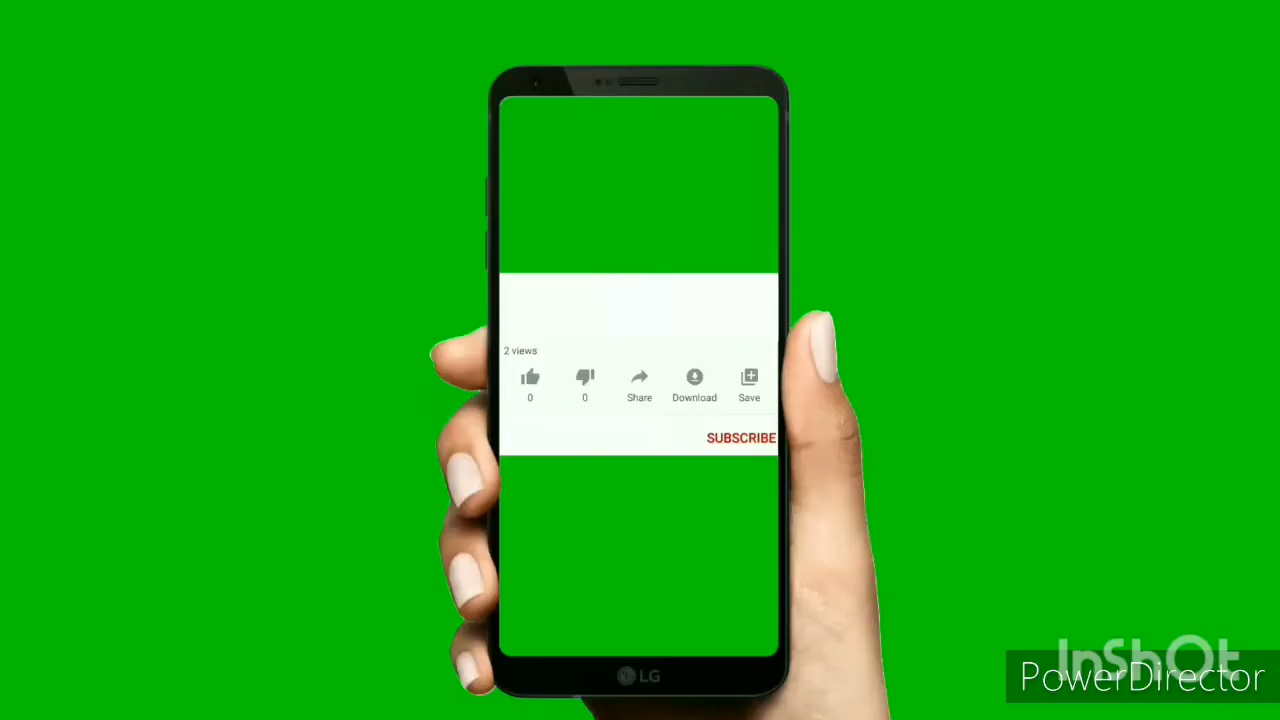 2 views
0 0 Share Download Save
SUBSCRIBE
LG
InShOt
PowerDirector